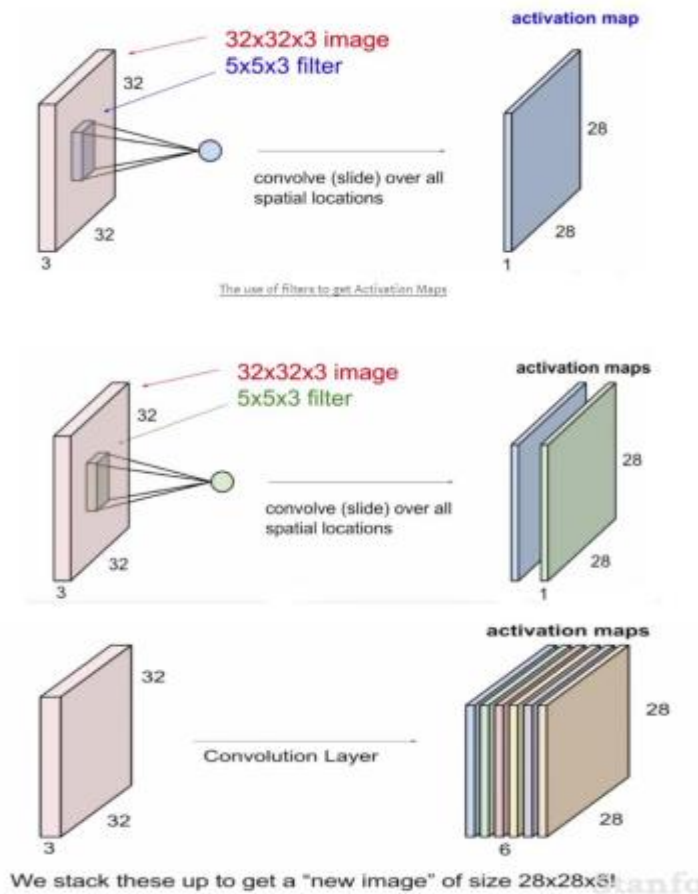 activation map
32x32x3 image
5x5x3 filter
32
28
convolve (slide) over all
spatial locations
32
28
3
1
The use of filters to get Activation Maps
activation maps
32x32x3 image
5x5x3 filter
32
28
convolve (slide) over all
spatial locations
32
28
3
1
activation maps
32
28
Convolution Layer
32
28
3
6
We stack these up to get a "new image" of size 28x28x5!
Stanfo